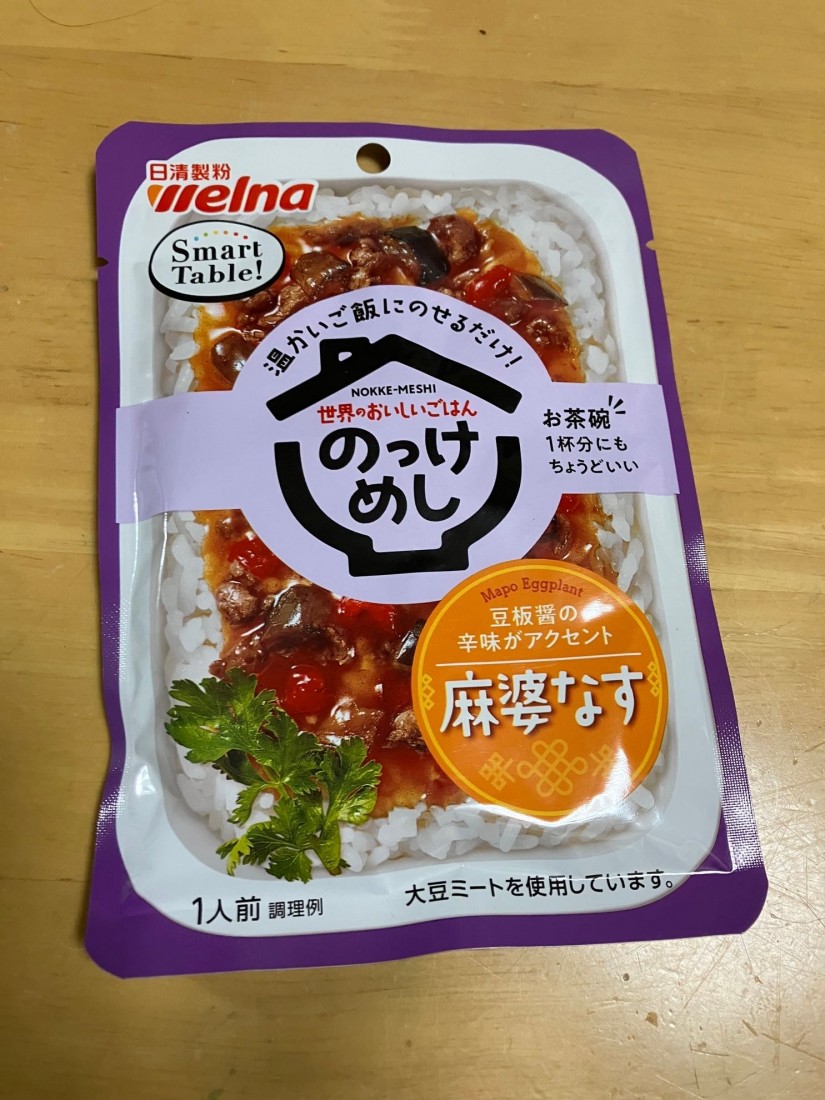 日清製粉
Welna
Smart
Table!
温かいご飯にのせるだけ!
NOKKE-MESHI
世界のおいしいごはん
のっけ
めし
お茶碗
1杯分にも
ちょうどいい
Mapo Eggplant
豆板醤の
辛味がアクセント
麻婆なす
1人前 調理例
大豆ミートを使用しています。